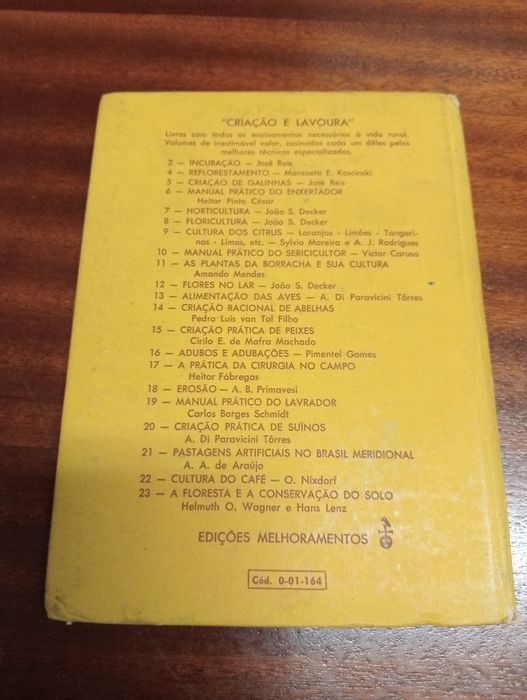 "CRIAÇÃO E LAVOURA"
Livros com todos os ensinamentos necessários à vida rural.
Volumes de inestimável valor, assinados cada um dêles pelos
melhores técnicos especializados.
2 — INCUBAÇÃO — José Reis
4 — REFLORESTAMENTO — Mansueto E. Koscinski
5 — CRIAÇÃO DE GALINHAS — José Reis
6 — MANUAL PRÁTICO DO ENXERTADOR
Heitor Pinto César
7 — HORTICULTURA — João S. Decker
8 — FLORICULTURA — João S. Decker
9 — CULTURA DOS CITRUS — Laranjas - Limões - Tangeri-
nas - Limas, etc. — Sylvio Moreira e A. J. Rodrigues
10 — MANUAL PRÁTICO DO SERICICULTOR — Victor Caruso
11 — AS PLANTAS DA BORRACHA E SUA CULTURA
Amando Mendes
12 — FLORES NO LAR — João S. Decker
13 — ALIMENTAÇÃO DAS AVES — A. Di Paravicini Tôrres
14 — CRIAÇÃO RACIONAL DE ABELHAS
Pedro Luís van Tol Filho
15 — CRIAÇÃO PRÁTICA DE PEIXES
Cirilo E. de Mafra Machado
16 — ADUBOS E ADUBAÇÕES — Pimentel Gomes
17 — A PRÁTICA DA CIRURGIA NO CAMPO
Heitor Fábregas
18 — EROSÃO — A. B. Primavesi
19 — MANUAL PRÁTICO DO LAVRADOR
Carlos Borges Schmidt
20 — CRIAÇÃO PRÁTICA DE SUÍNOS
A. Di Paravicini Tôrres
21 — PASTAGENS ARTIFICIAIS NO BRASIL MERIDIONAL
A. A. de Araújo
22 — CULTURA DO CAFÉ — O. Nixdorf
23 — A FLORESTA E A CONSERVAÇÃO DO SOLO
Helmuth O. Wagner e Hans Lenz
EDIÇÕES MELHORAMENTOS
Cód. 0-01-164